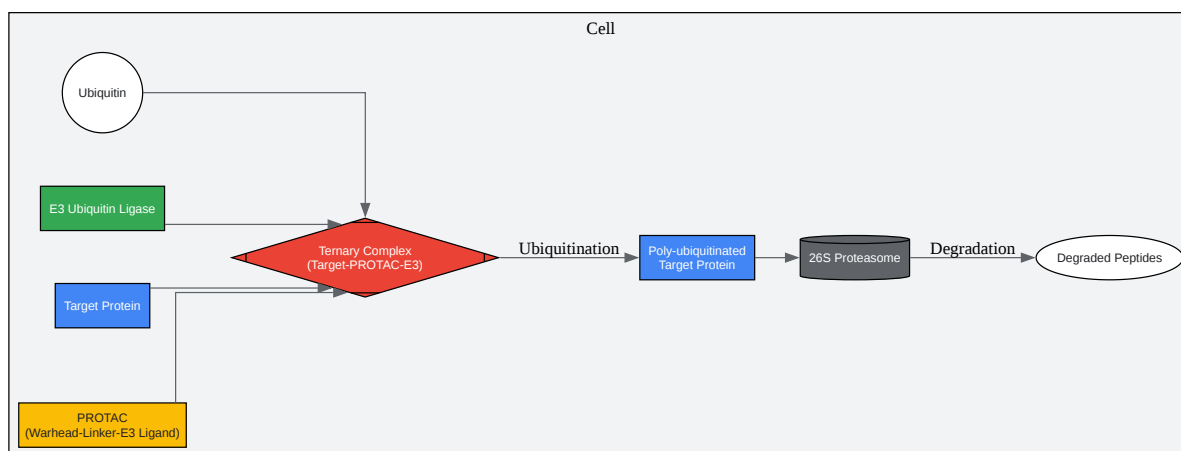 Cell
Ubiquitin
E3 Ubiquitin Ligase
Target Protein
PROTAC
(Warhead-Linker-E3 Ligand)
Ternary Complex
(Target-PROTAC-E3)
Ubiquitination
Poly-ubiquitinated
Target Protein
26S Proteasome
Degradation
Degraded Peptides